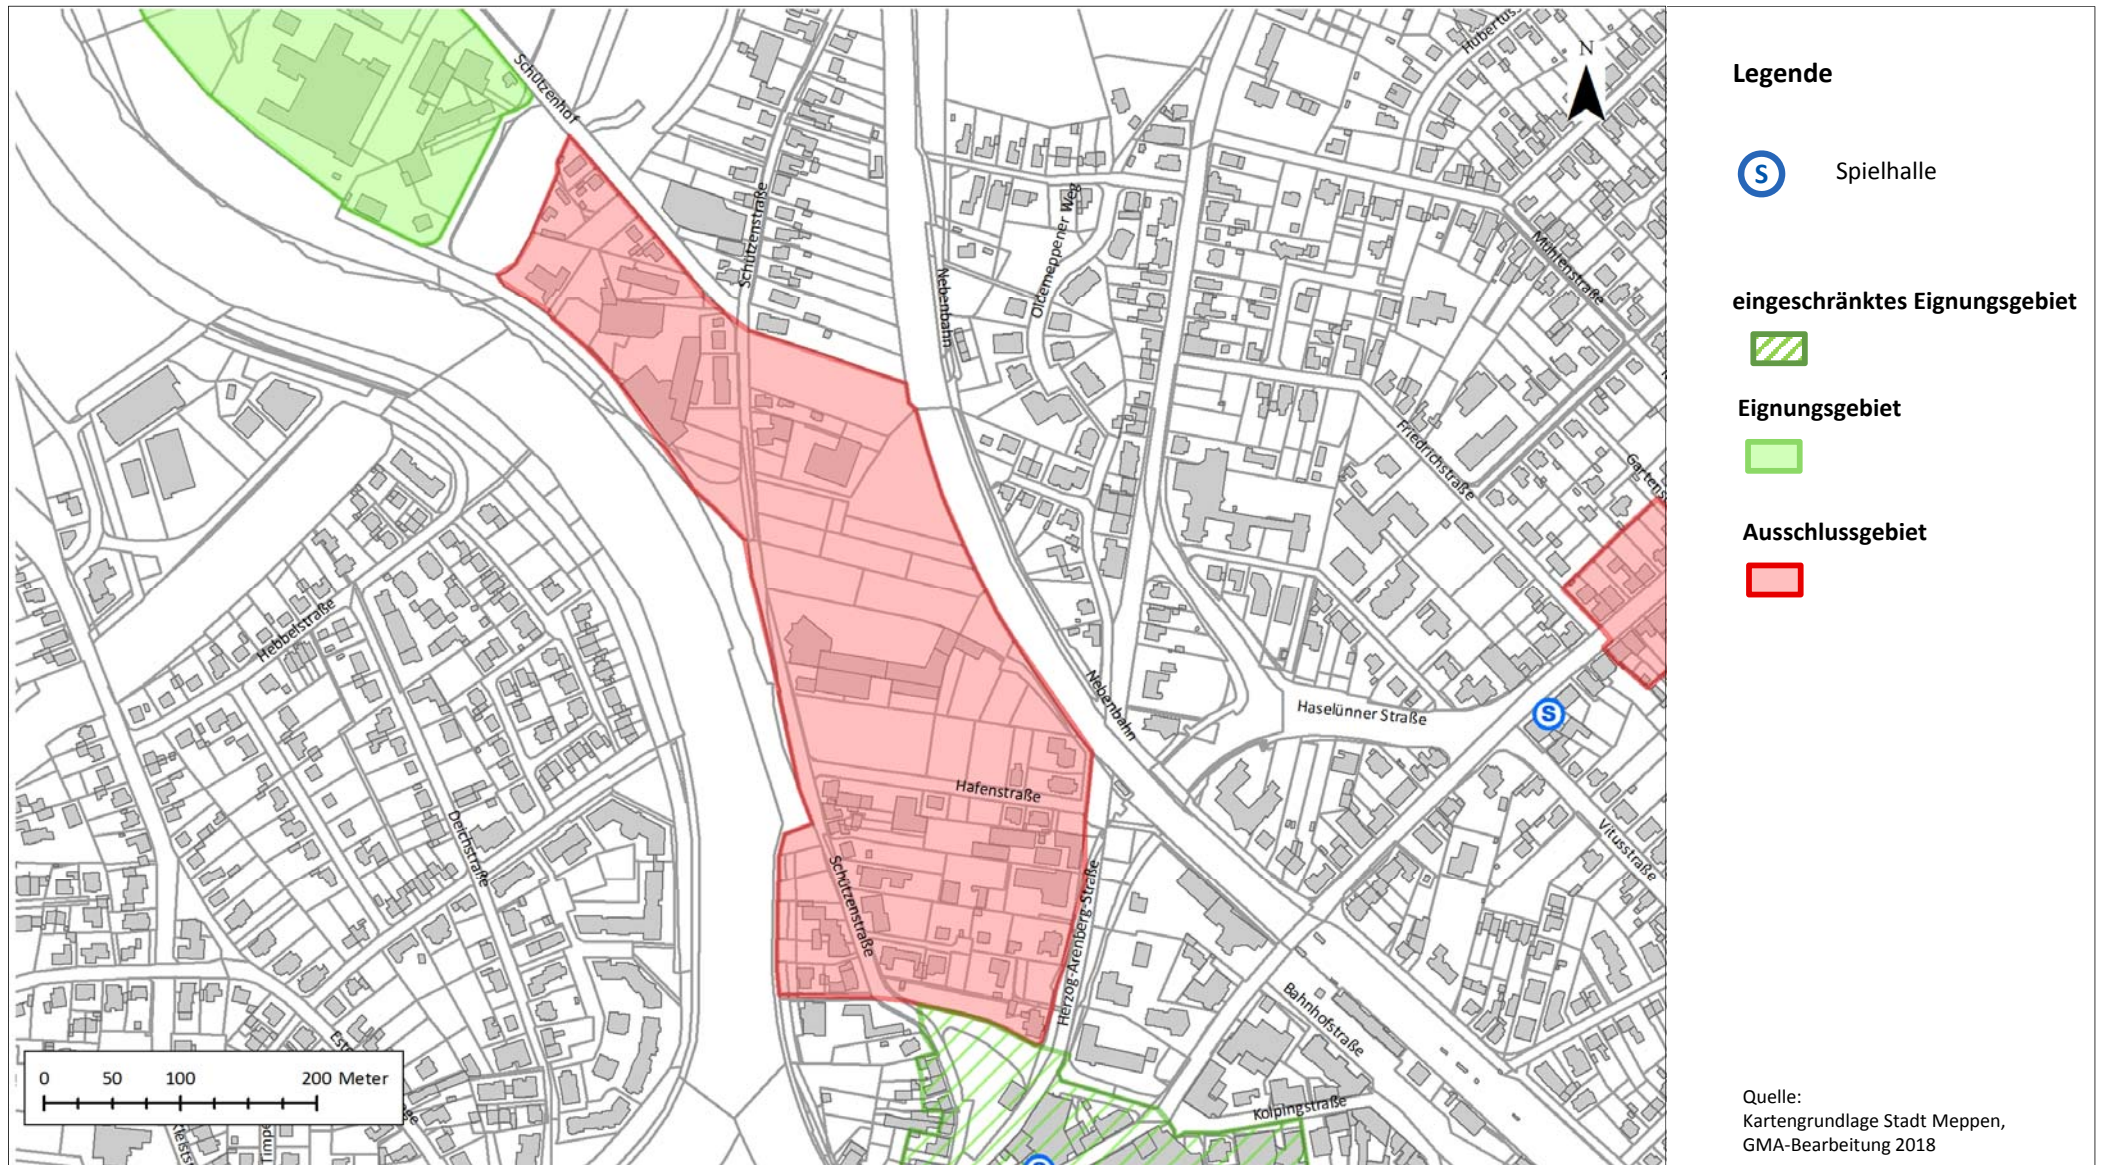 Schützenhof
Hubertus
N
Schützenstraße
Nebenbahn
Oldemeppener Weg
Mühlenstraße
Friedrichstraße
Gartens
Hebbelstraße
Nebenbahn
Haselünner Straße
S
Hafenstraße
Deichstraße
Vitusstraße
Schützenstraße
Herzog-Arenberg-Straße
Bahnhofstraße
Kolpingstraße
S
0 50 100 200 Meter
Legende
S Spielhalle
eingeschränktes Eignungsgebiet
Eignungsgebiet
Ausschlussgebiet
Quelle:
Kartengrundlage Stadt Meppen,
GMA-Bearbeitung 2018